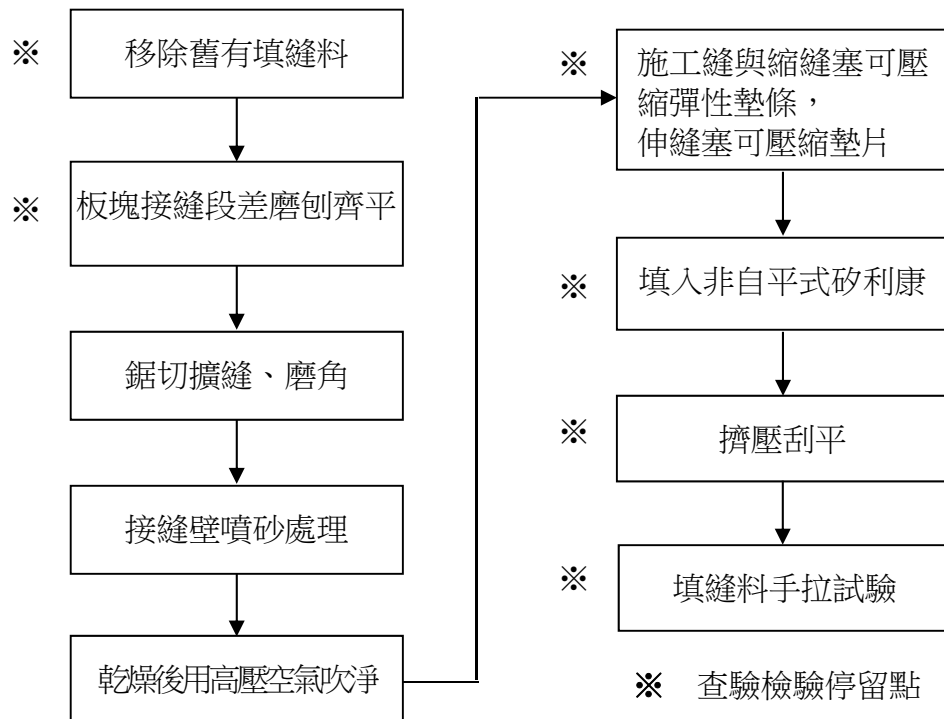 ※ 移除舊有填縫料
※ 板塊接縫段差磨刨齊平
鋸切擴縫、磨角
接縫壁噴砂處理
乾燥後用高壓空氣吹淨
※ 施工縫與縮縫塞可壓
縮彈性墊條，
伸縫塞可壓縮墊片
※ 填入非自平式矽利康
※ 擠壓刮平
※ 填縫料手拉試驗
※ 查驗檢驗停留點